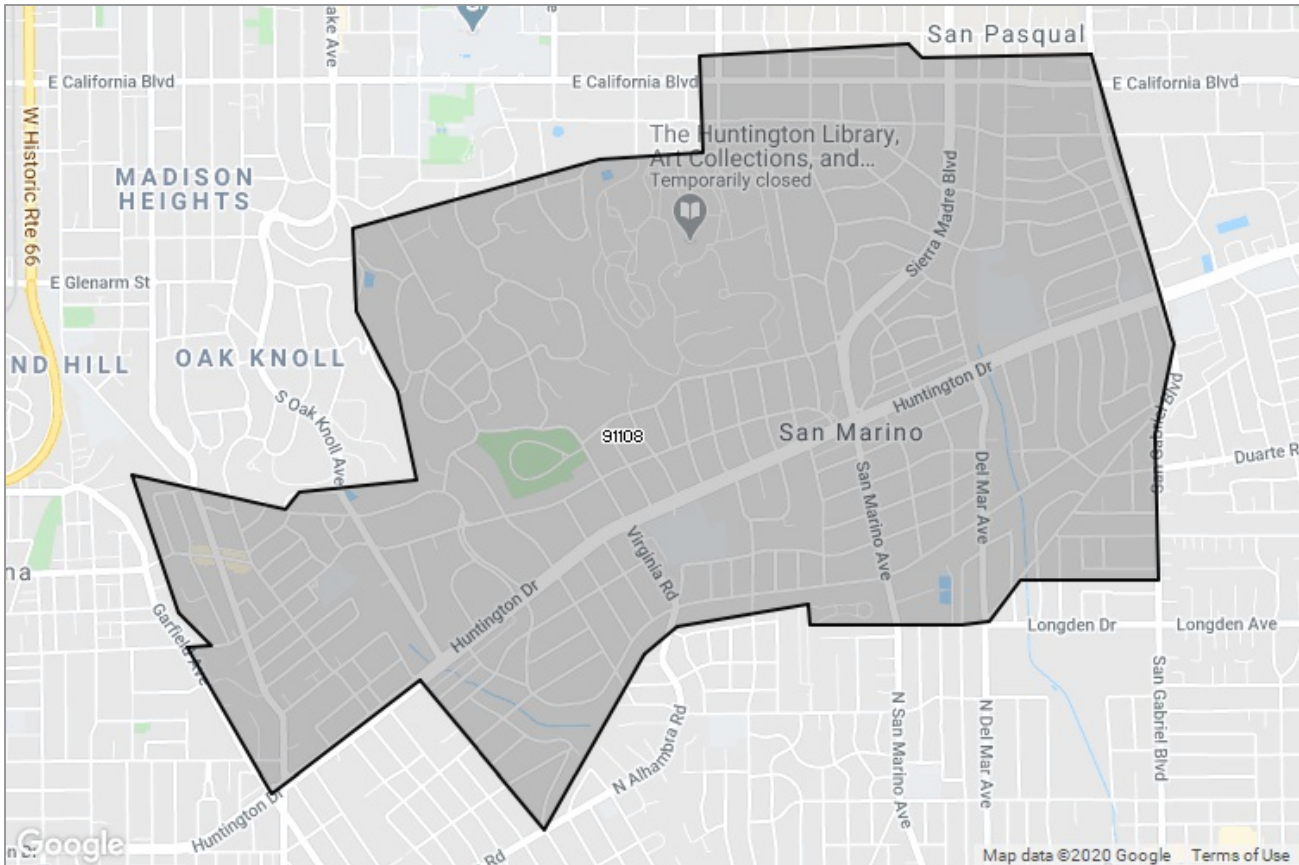 San Pasqual
ake Ave
E California Blvd
E California Blvd
E California Blvd
W Historic Rte 66
The Huntington Library,
Art Collections, and...
Temporarily closed
MADISON
HEIGHTS
Sierra Madre Blvd
E Glenarm St
ND HILL
OAK KNOLL
S Oak Knoll Ave
Huntington Dr
91108
San Marino
Duarte R
Del Mar Ave
San Marino Ave
Virginia Rd
na
Huntington Dr
Garfield Ave
Longden Dr
Longden Ave
San Gabriel Blvd
N San Marino Ave
N Del Mar Ave
N Alhambra Rd
Huntington Dr
Google
Rd
Map data ©2020 Google
Terms of Use